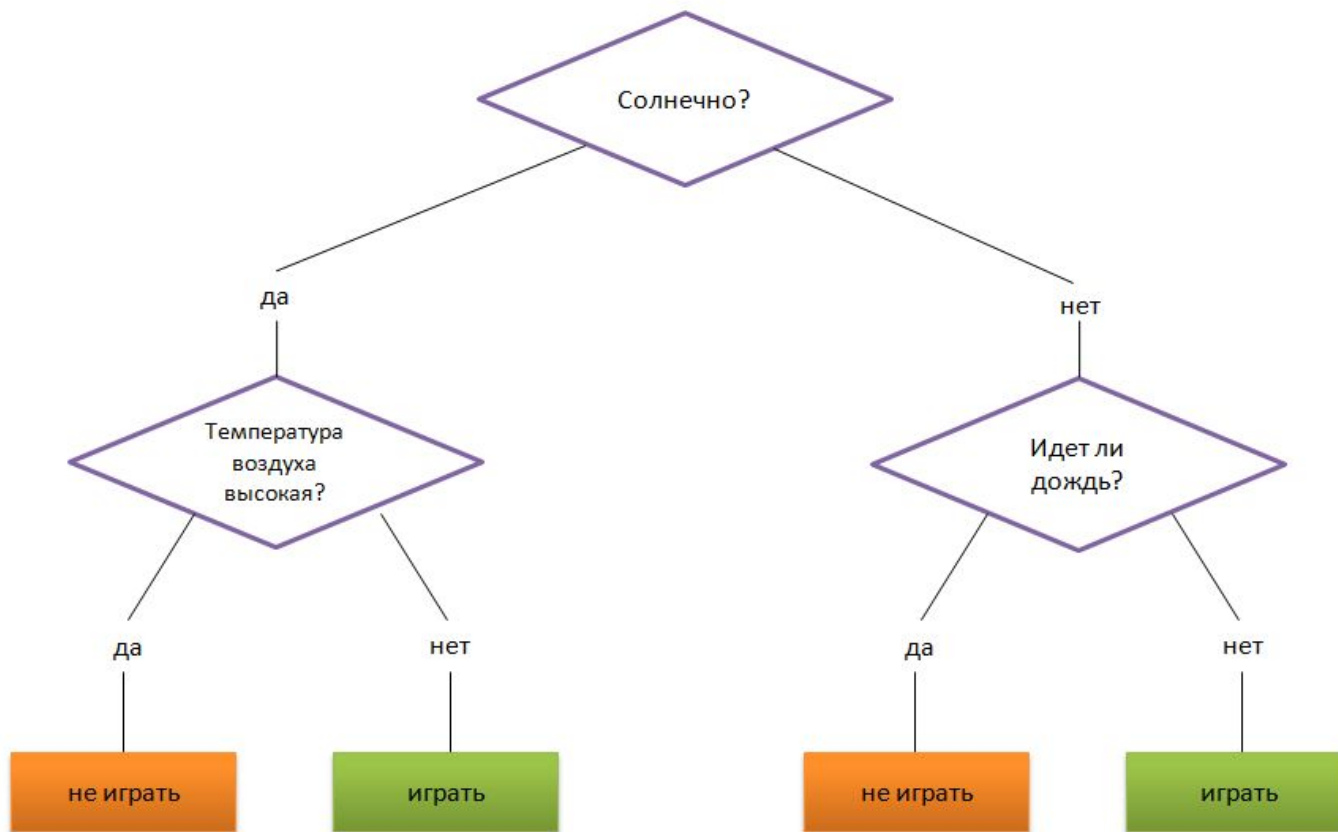 Солнечно?
да
нет
Температура
воздуха
высокая?
Идет ли
дождь?
да
нет
да
нет
не играть
играть
не играть
играть